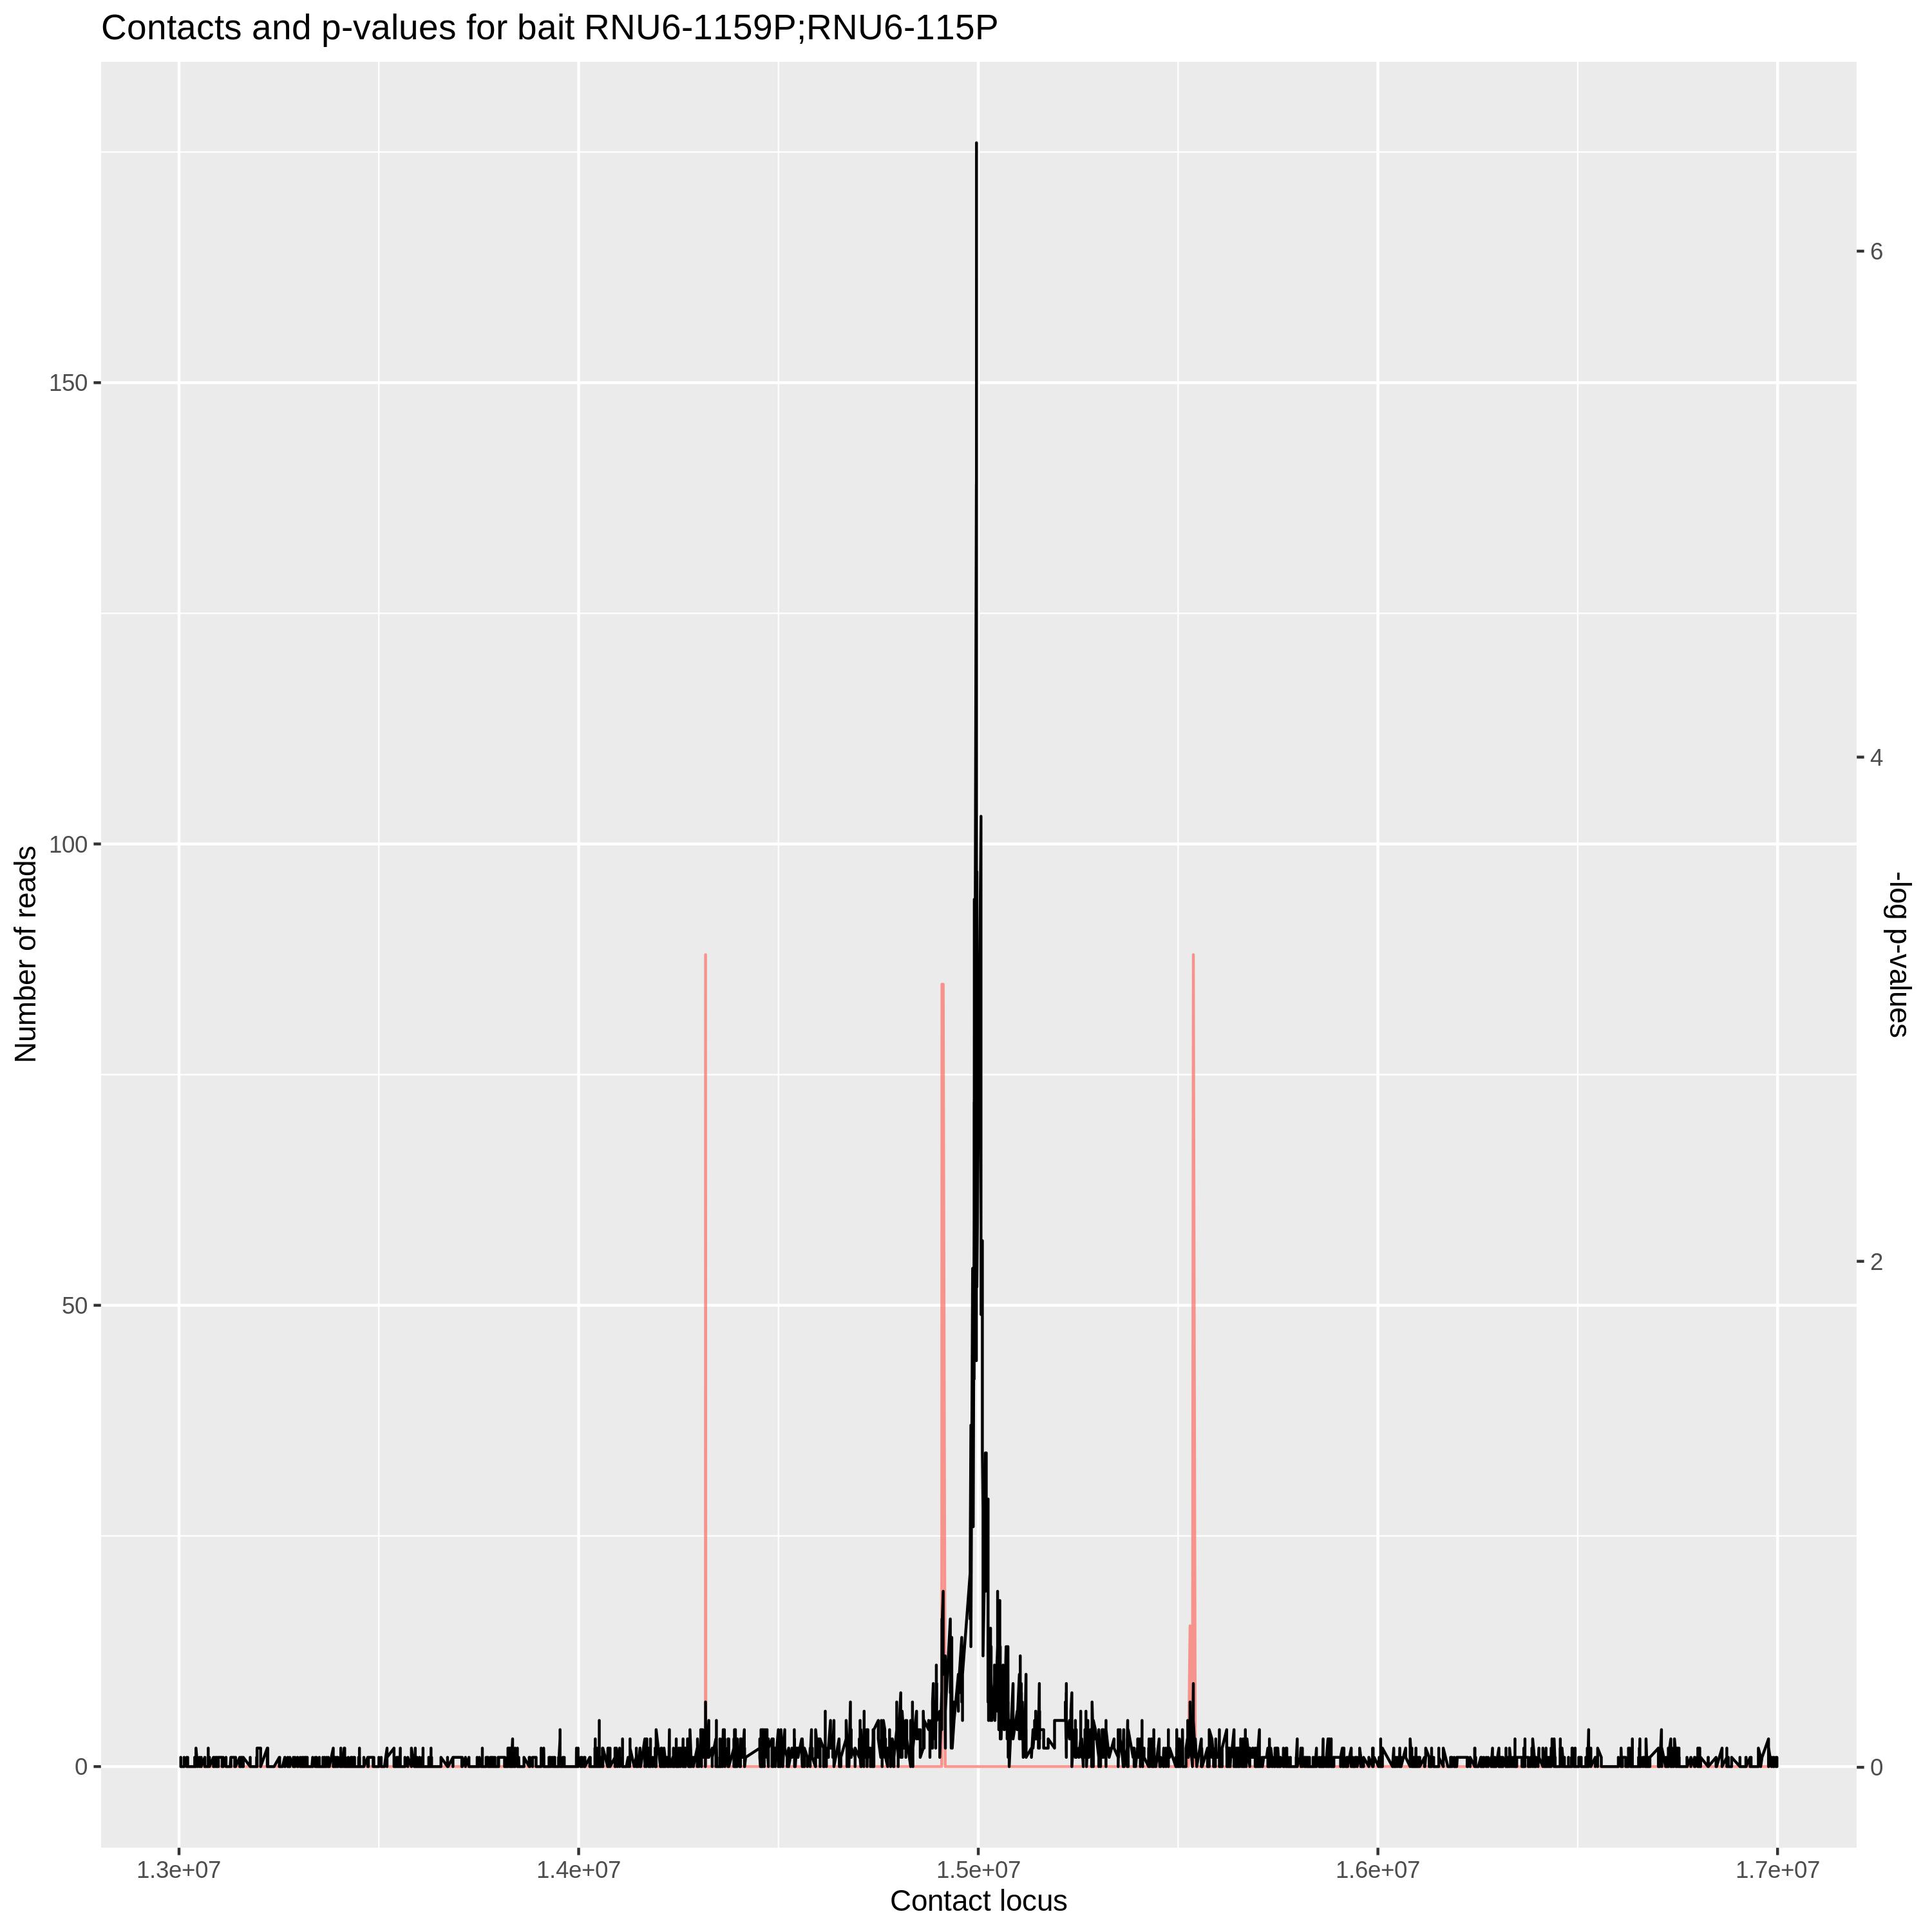 Contacts and p-values for bait RNU6-1159P;RNU6-115P
Number of reads
150
100
50
0
6
4
2
0
-log p-values
1.3e+07
1.4e+07
1.5e+07
1.6e+07
1.7e+07
Contact locus